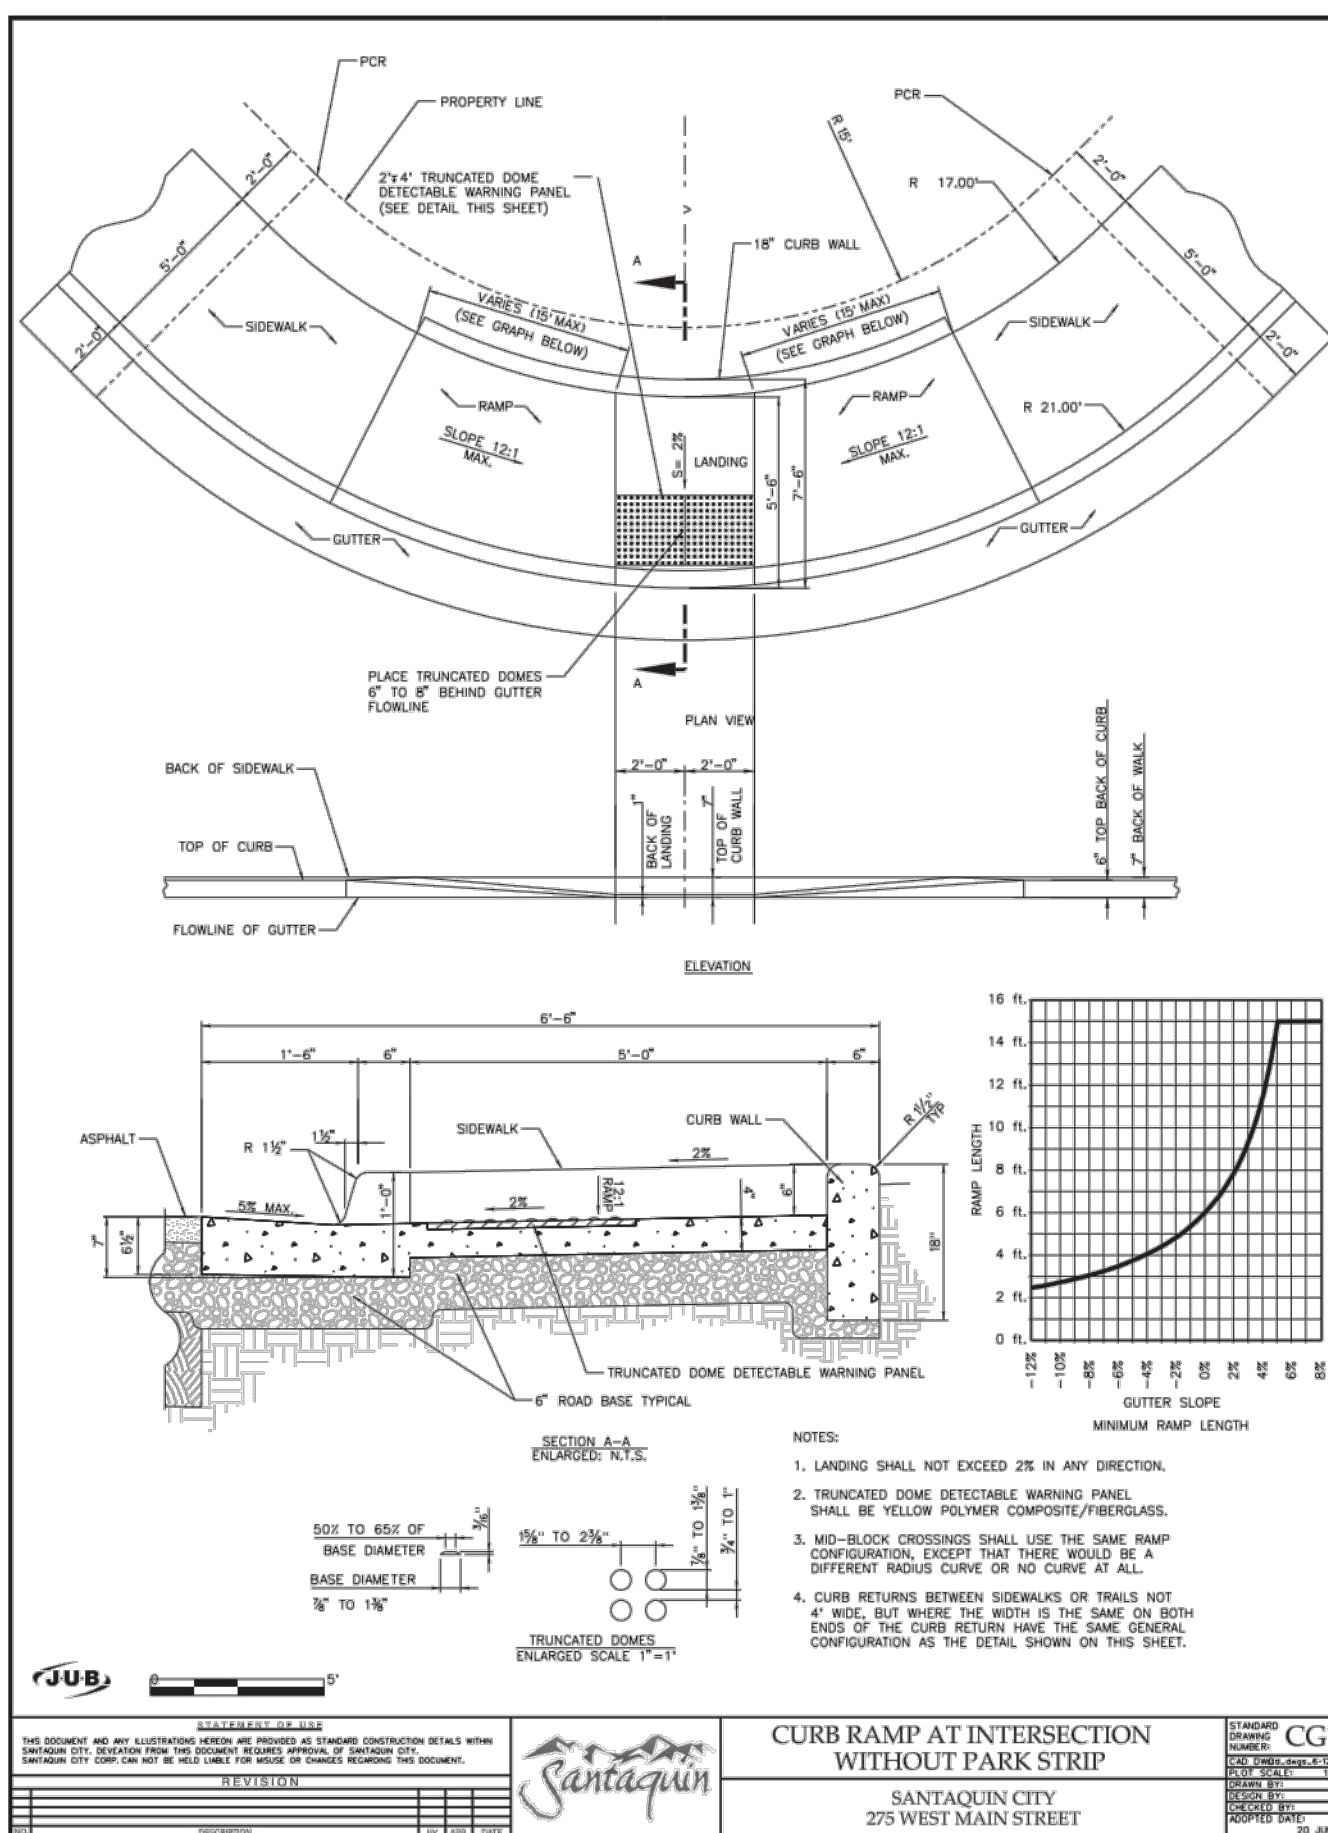 PCR
PROPERTY LINE
PCR
R 15'
2'-0"
2'x4' TRUNCATED DOME
DETECTABLE WARNING PANEL
(SEE DETAIL THIS SHEET)
R 17.00'
2'-0"
5'-0"
18" CURB WALL
5'-0"
A
VARIES (15' MAX)
(SEE GRAPH BELOW)
VARIES (15' MAX)
(SEE GRAPH BELOW)
SIDEWALK
SIDEWALK
2'-0"
2'-0"
RAMP
RAMP
R 21.00'
SLOPE 12:1
MAX.
S= 2%
LANDING
SLOPE 12:1
MAX.
5'-6"
7'-6"
GUTTER
GUTTER
PLACE TRUNCATED DOMES
6" TO 8" BEHIND GUTTER
FLOWLINE
A
PLAN VIEW
BACK OF SIDEWALK
2'-0"
2'-0"
1"
BACK OF
LANDING
7"
TOP OF
CURB WALL
6" TOP BACK OF CURB
7" BACK OF WALK
TOP OF CURB
FLOWLINE OF GUTTER
ELEVATION
6'-6"
1'-6"
6"
5'-0"
6"
ASPHALT
R 1½"
1½"
SIDEWALK
CURB WALL
R 1½"
TYP
2%
5% MAX.
1'-0"
2%
12:1
RAMP
4"
6"
18"
7"
6½"
TRUNCATED DOME DETECTABLE WARNING PANEL
6" ROAD BASE TYPICAL
SECTION A-A
ENLARGED: N.T.S.
16 ft.
14 ft.
12 ft.
10 ft.
8 ft.
6 ft.
4 ft.
2 ft.
0 ft.
RAMP LENGTH
-12%
-10%
-8%
-6%
-4%
-2%
0%
2%
4%
6%
8%
GUTTER SLOPE
MINIMUM RAMP LENGTH
NOTES:
1. LANDING SHALL NOT EXCEED 2% IN ANY DIRECTION.
2. TRUNCATED DOME DETECTABLE WARNING PANEL
SHALL BE YELLOW POLYMER COMPOSITE/FIBERGLASS.
3. MID-BLOCK CROSSINGS SHALL USE THE SAME RAMP
CONFIGURATION, EXCEPT THAT THERE WOULD BE A
DIFFERENT RADIUS CURVE OR NO CURVE AT ALL.
4. CURB RETURNS BETWEEN SIDEWALKS OR TRAILS NOT
4' WIDE, BUT WHERE THE WIDTH IS THE SAME ON BOTH
ENDS OF THE CURB RETURN HAVE THE SAME GENERAL
CONFIGURATION AS THE DETAIL SHOWN ON THIS SHEET.
50% TO 65% OF
BASE DIAMETER
3/16"
BASE DIAMETER
⅞" TO 1⅜"
1⅝" TO 2⅜"
⅞" TO 1⅜"
¾" TO 1"
TRUNCATED DOMES
ENLARGED SCALE 1"=1'
J·U·B
0
5'
STATEMENT OF USE
THIS DOCUMENT AND ANY ILLUSTRATIONS HEREON ARE PROVIDED AS STANDARD CONSTRUCTION DETAILS WITHIN
SANTAQUIN CITY. DEVEATION FROM THIS DOCUMENT REQUIRES APPROVAL OF SANTAQUIN CITY.
SANTAQUIN CITY CORP. CAN NOT BE HELD LIABLE FOR MISUSE OR CHANGES REGARDING THIS DOCUMENT.
REVISION
NO.
DESCRIPTION
BY
APP
DATE
Santaquin
CURB RAMP AT INTERSECTION
WITHOUT PARK STRIP
SANTAQUIN CITY
275 WEST MAIN STREET
STANDARD
DRAWING
NUMBER:
CG
PLOT SCALE:
DRAWN BY:
DESIGN BY:
CHECKED BY:
ADOPTED DATE: